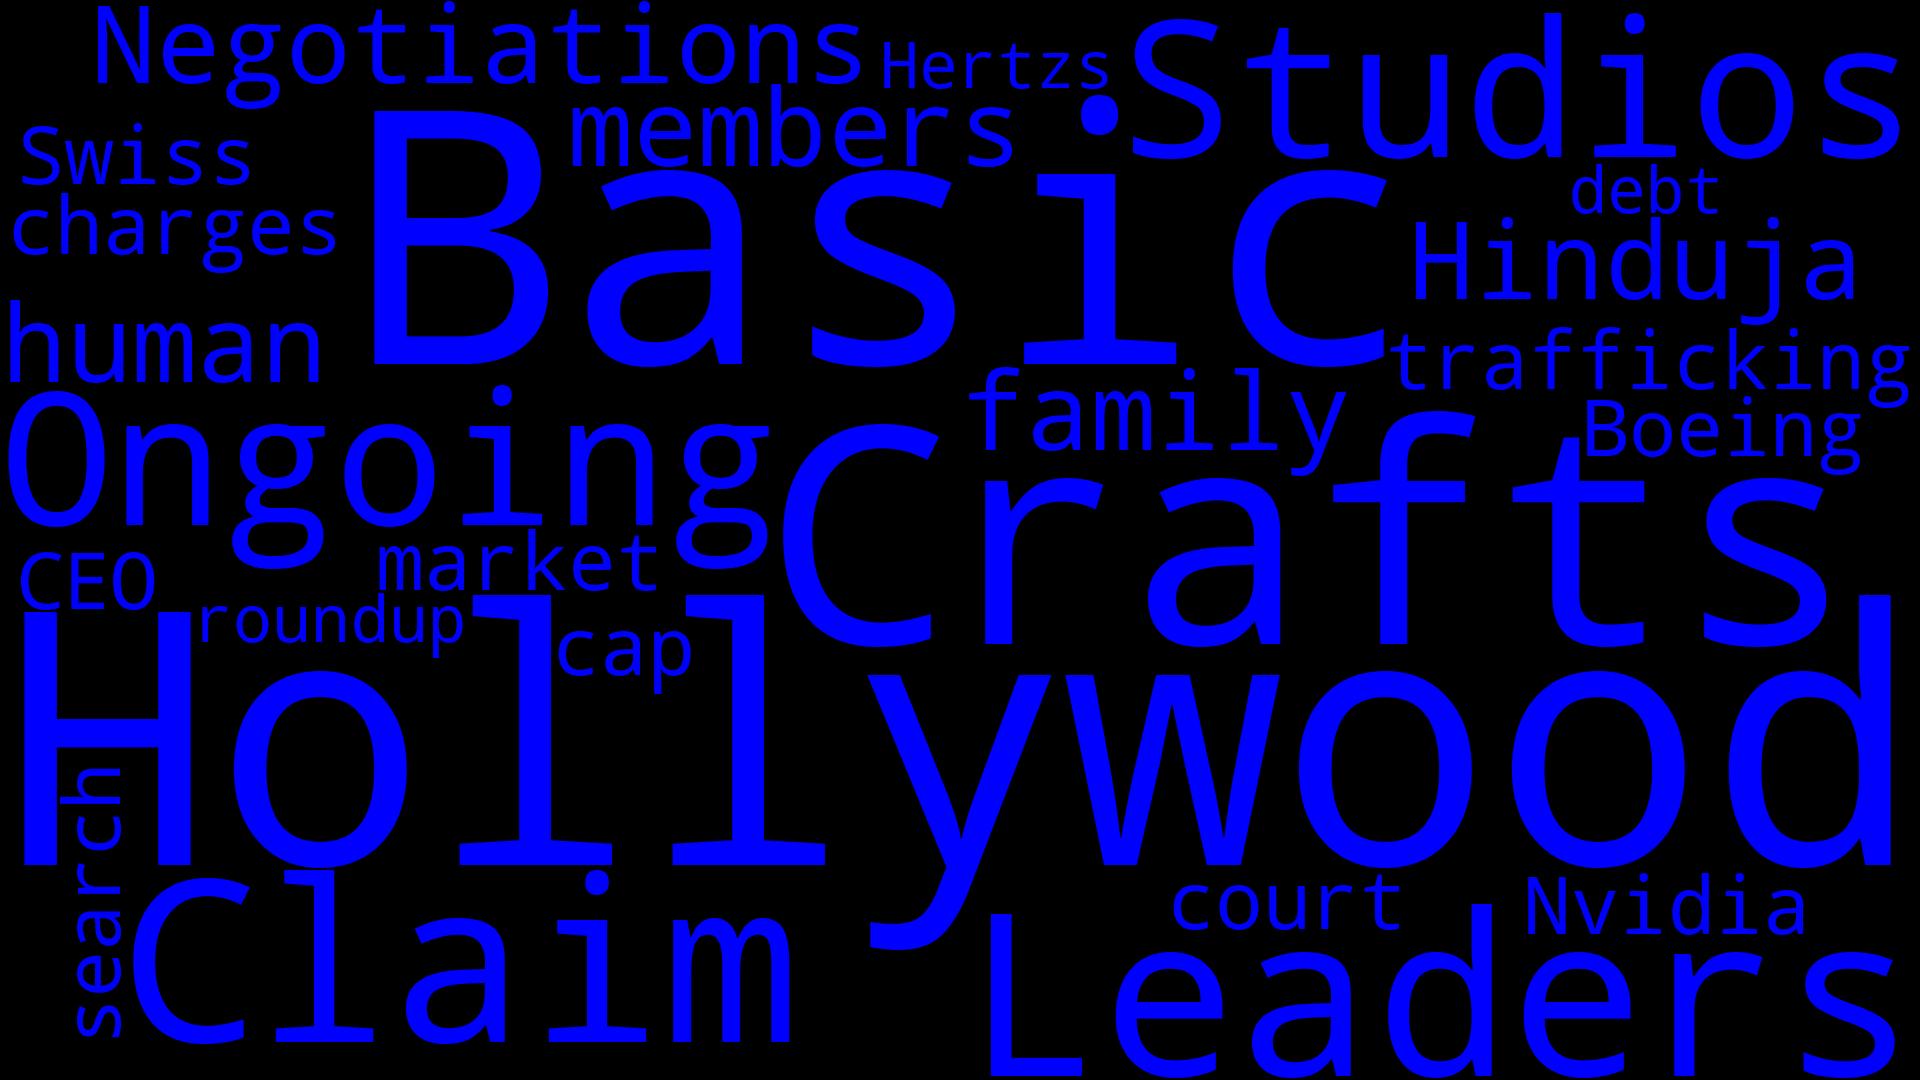 Negotiations
Hertzs
Studios
members
Swiss
Basic
debt
charges
Hinduja
human
trafficking
family
Ongoing
Boeing
Crafts
CEO
market
roundup
cap
Hollywood
search
Claim
court
Nvidia
Leaders